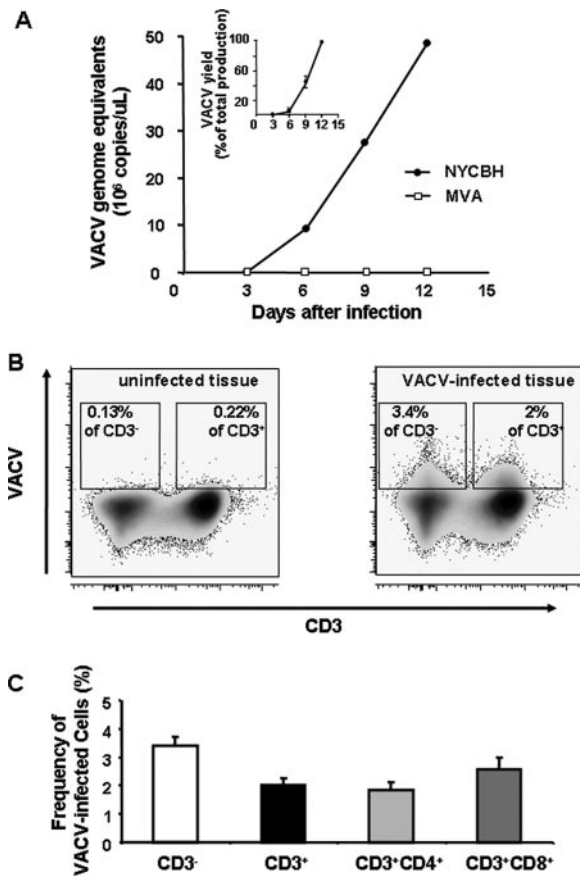 A
VACV genome equivalents
(10⁶ copies/uL)
50
40
30
20
10
0
0
3
6
9
12
15
Days after infection
VACV yield
(% of total production)
100
60
20
0 3 6 9 12 15
NYCBH
MVA
B
uninfected tissue
0.13%
of CD3⁻
0.22%
of CD3⁺
VACV-infected tissue
3.4%
of CD3⁻
2%
of CD3⁺
VACV
CD3
C
Frequency of
VACV-infected Cells (%)
5
4
3
2
1
0
CD3⁻
CD3⁺
CD3⁺CD4⁺
CD3⁺CD8⁺